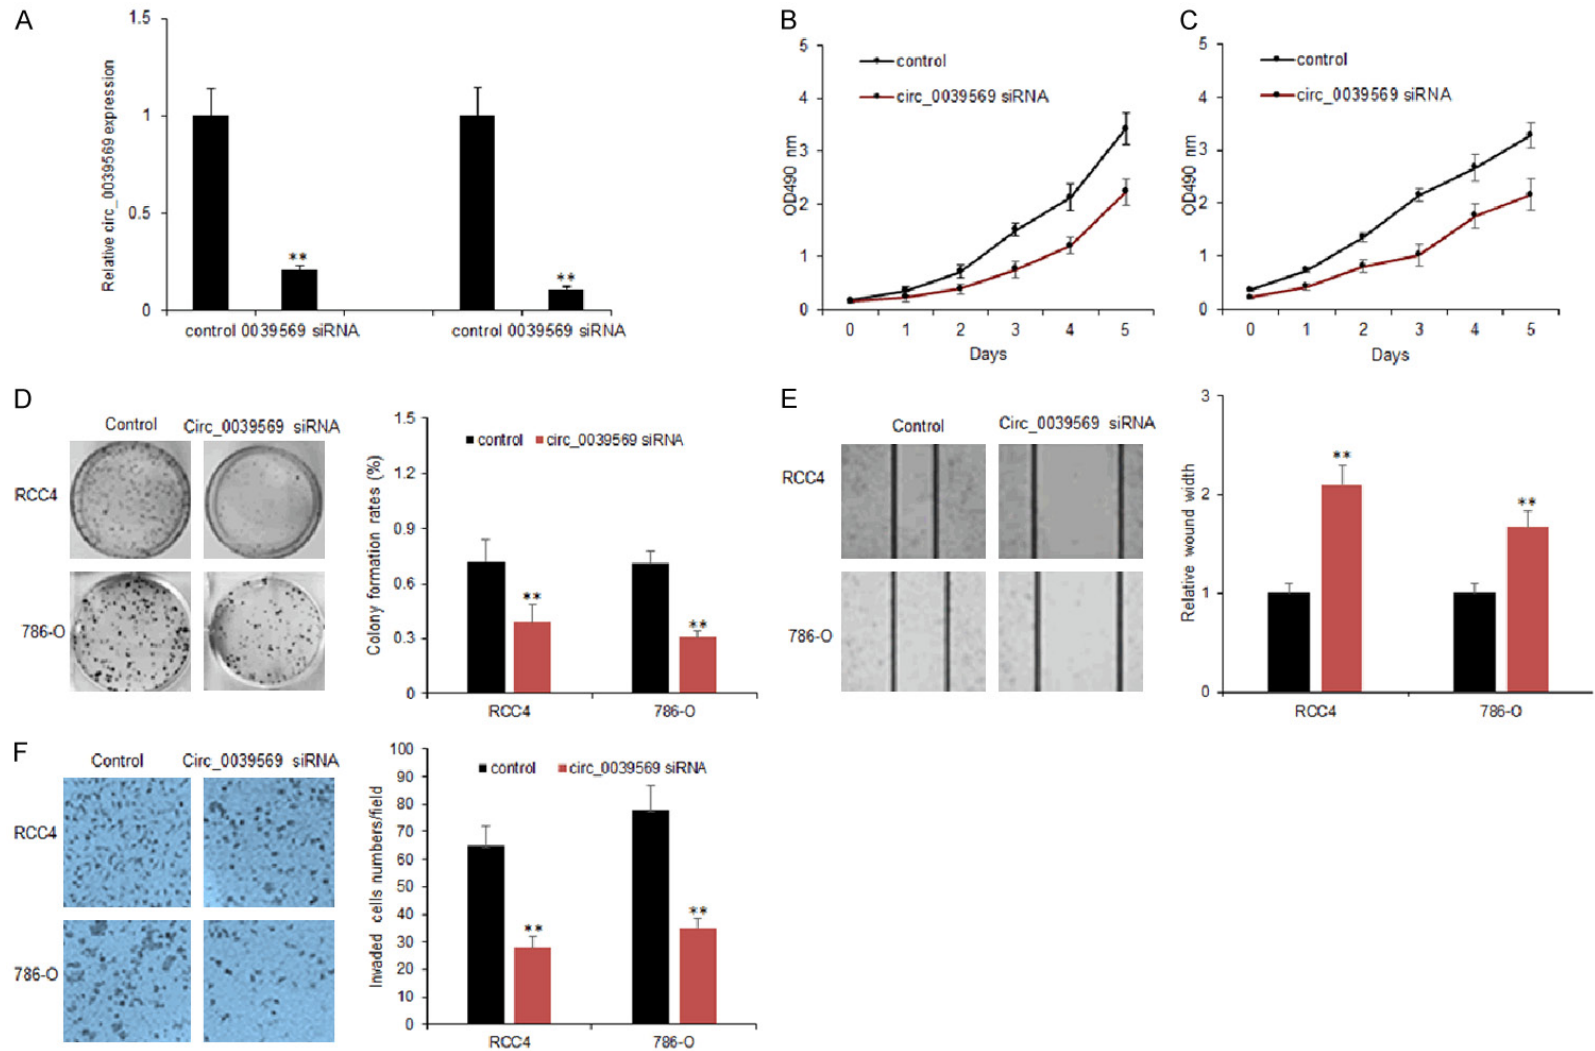 A
Relative circ_0039569 expression
1.5
1
0.5
0
**
**
control 0039569 siRNA
control 0039569 siRNA
B
OD490 nm
5
4
3
2
1
0
control
circ_0039569 siRNA
0 1 2 3 4 5
Days
C
OD490 nm
5
4
3
2
1
0
control
circ_0039569 siRNA
0 1 2 3 4 5
Days
D
Control Circ_0039569 siRNA
RCC4
786-O
Colony formation rates (%)
1.5
1.2
0.9
0.6
0.3
0
control circ_0039569 siRNA
**
**
RCC4 786-O
E
Control Circ_0039569 siRNA
RCC4
786-O
Relative wound width
3
2
1
0
**
**
RCC4 786-O
F
Control Circ_0039569 siRNA
RCC4
786-O
Invaded cells numbers/field
100
90
80
70
60
50
40
30
20
10
0
control circ_0039569 siRNA
**
**
RCC4 786-O